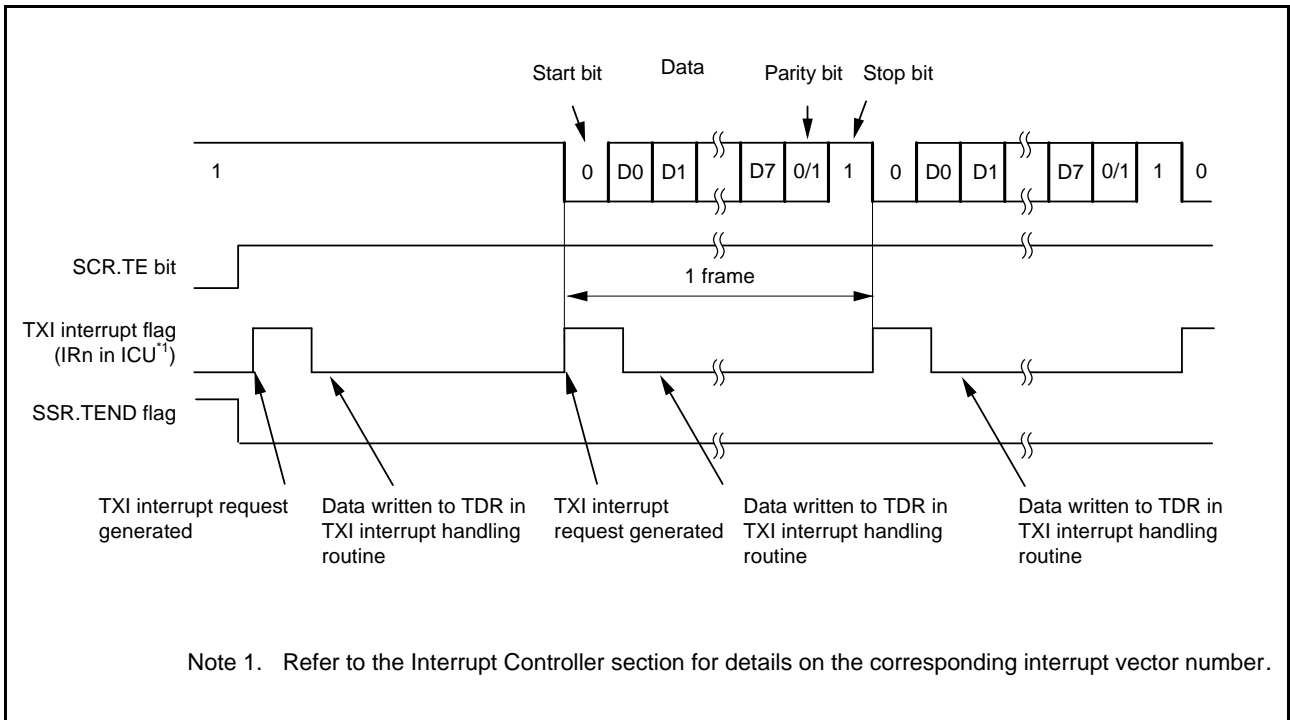 Start bit
Data
Parity bit
Stop bit
1
0 D0 D1 D7 0/1 1 0 D0 D1 D7 0/1 1 0
SCR.TE bit
1 frame
TXI interrupt flag
(IRn in ICU*1)
SSR.TEND flag
TXI interrupt request
generated
Data written to TDR in
TXI interrupt handling
routine
TXI interrupt
request generated
Data written to TDR in
TXI interrupt handling
routine
Data written to TDR in
TXI interrupt handling
routine
Note 1. Refer to the Interrupt Controller section for details on the corresponding interrupt vector number.